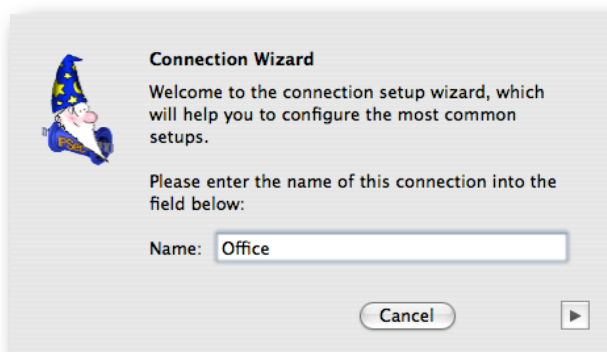 Connection Wizard
Welcome to the connection setup wizard, which
will help you to configure the most common
setups.
Please enter the name of this connection into the
field below:
Name: Office
Cancel